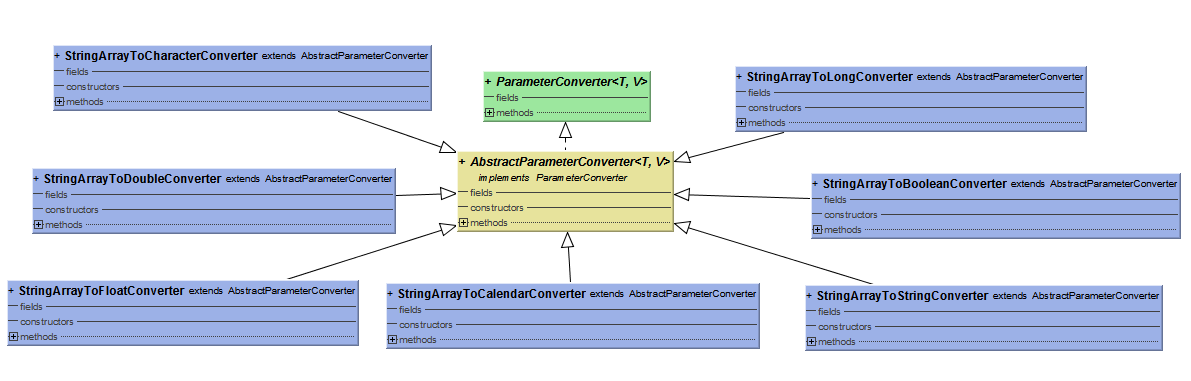 + StringArrayToCharacterConverter extends AbstractParameterConverter
fields
constructors
methods
+ ParameterConverter<T, V>
fields
methods
+ StringArrayToLongConverter extends AbstractParameterConverter
fields
constructors
methods
+ AbstractParameterConverter<T, V>
implements ParameterConverter
fields
constructors
methods
+ StringArrayToDoubleConverter extends AbstractParameterConverter
fields
constructors
methods
+ StringArrayToBooleanConverter extends AbstractParameterConverter
fields
constructors
methods
+ StringArrayToFloatConverter extends AbstractParameterConverter
fields
constructors
methods
+ StringArrayToCalendarConverter extends AbstractParameterConverter
fields
constructors
methods
+ StringArrayToStringConverter extends AbstractParameterConverter
fields
constructors
methods